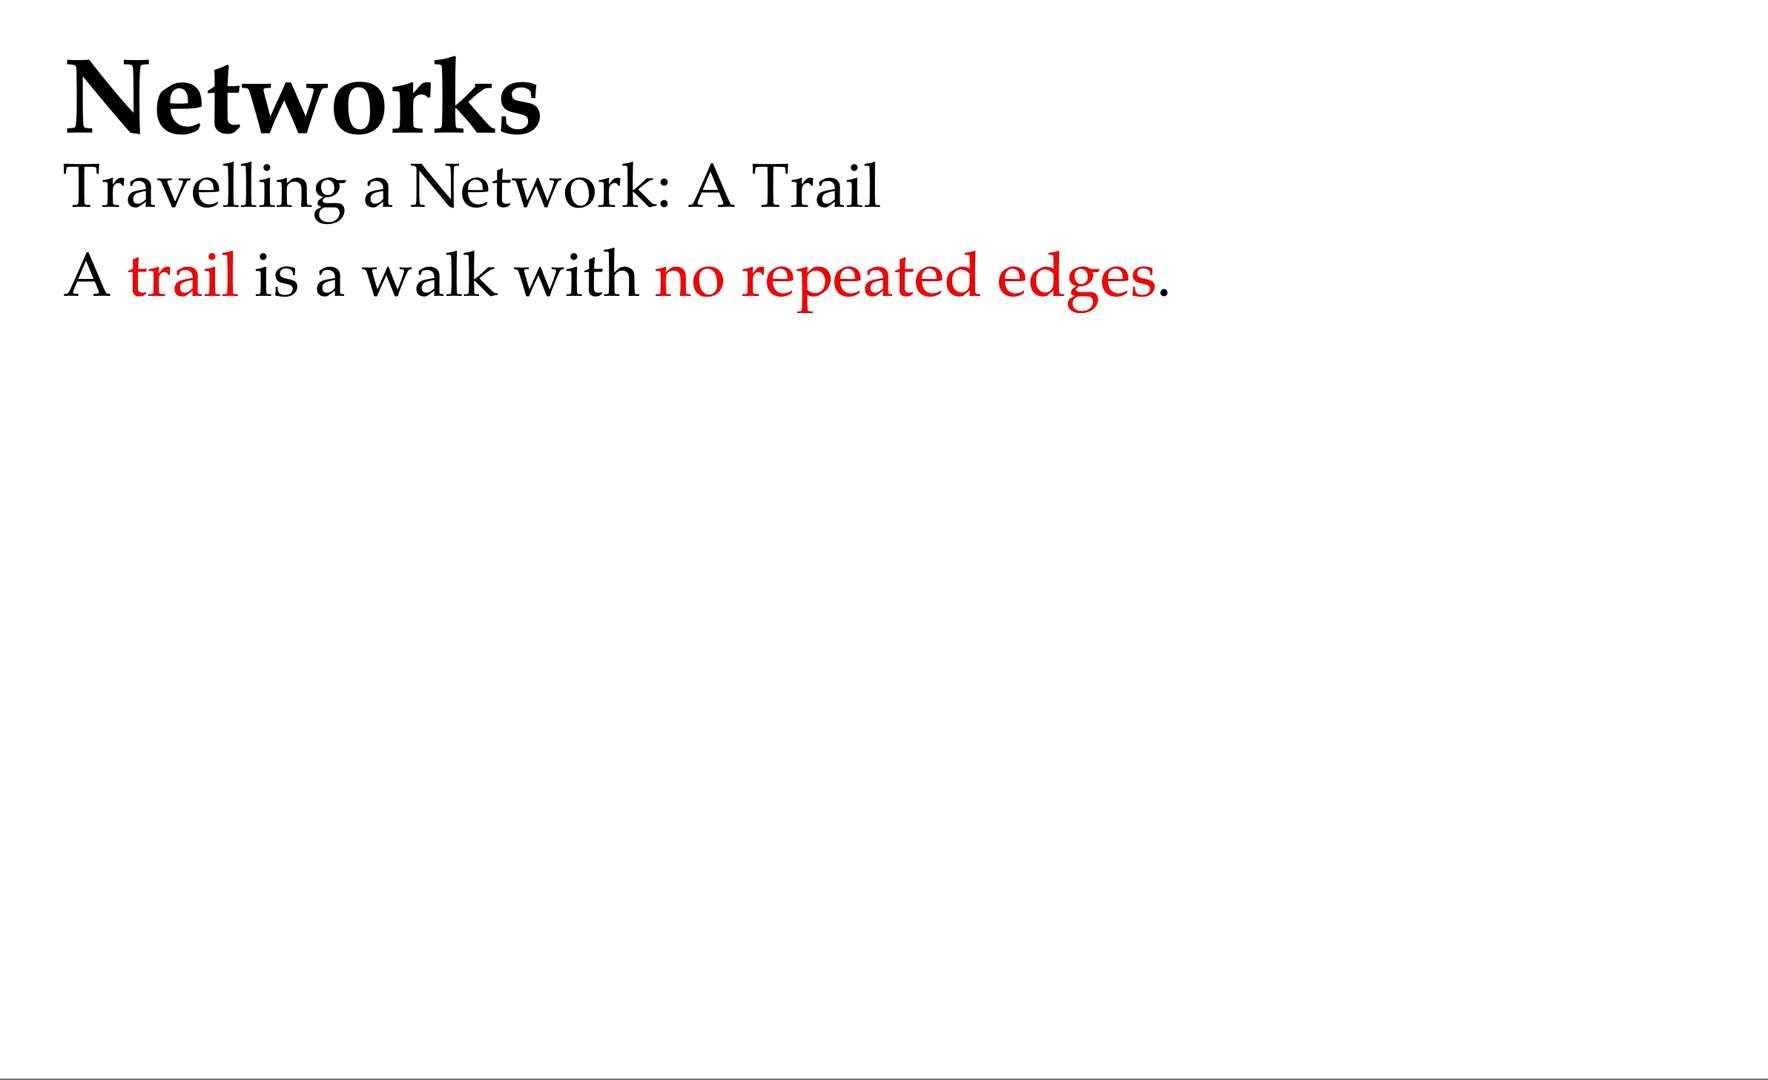 Networks
Travelling a Network: A Trail
A trail is a walk with no repeated edges.